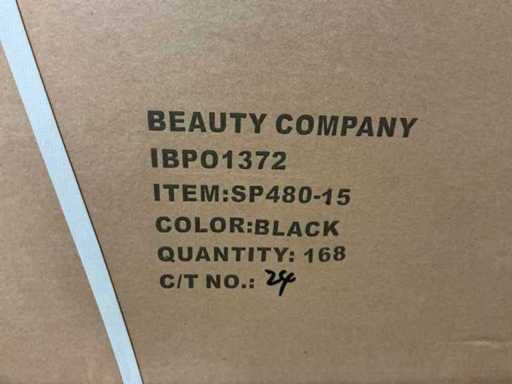 BEAUTY COMPANY
IBPO1372
ITEM:SP480-15
COLOR:BLACK
QUANTITY: 168
C/T NO.: 24